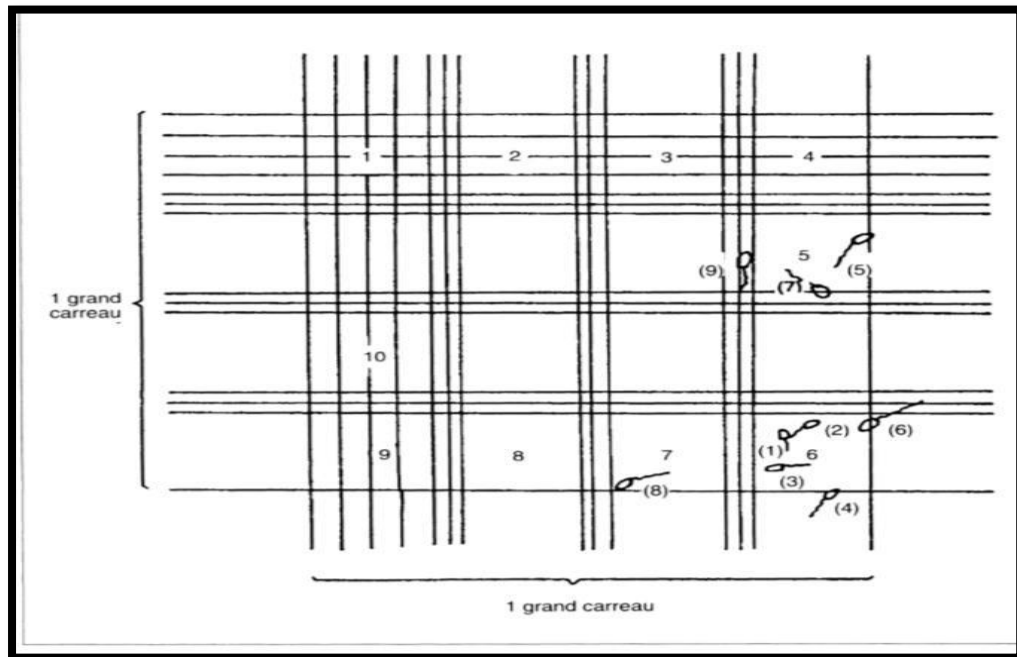 1 2 3 4
5
(9) (7) (5)
1 grand
carreau
10
(2) (6)
(1) 6
9 8 7
(3)
(8)
(4)
1 grand carreau